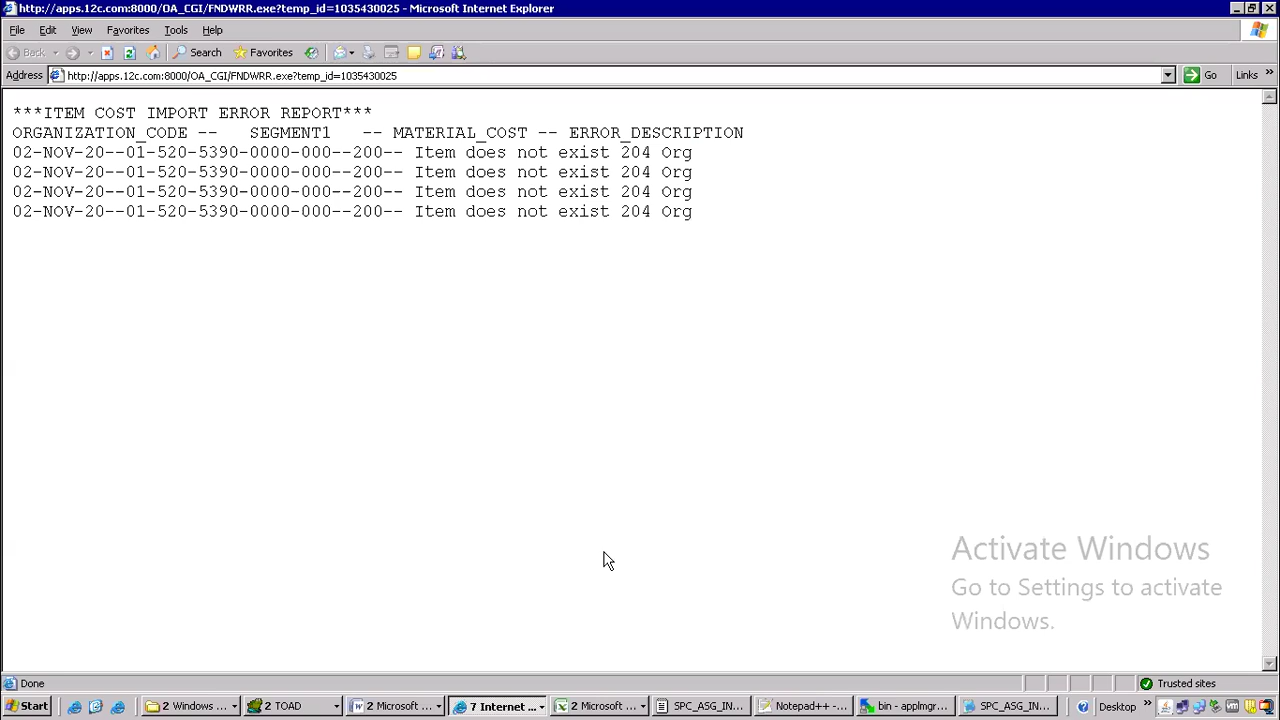 http://apps.12c.com:8000/OA_CGI/FNDWRR.exe?temp_id=1035430025 - Microsoft Internet Explorer
File Edit View Favorites Tools Help
Back Search Favorites
Address http://apps.12c.com:8000/OA_CGI/FNDWRR.exe?temp_id=1035430025 Go Links »
***ITEM COST IMPORT ERROR REPORT***
ORGANIZATION_CODE -- SEGMENT1 -- MATERIAL_COST -- ERROR_DESCRIPTION
02-NOV-20--01-520-5390-0000-000--200-- Item does not exist 204 Org
02-NOV-20--01-520-5390-0000-000--200-- Item does not exist 204 Org
02-NOV-20--01-520-5390-0000-000--200-- Item does not exist 204 Org
02-NOV-20--01-520-5390-0000-000--200-- Item does not exist 204 Org
Activate Windows
Go to Settings to activate
Windows.
Done Trusted sites
Start 2 Windows ... 2 TOAD 2 Microsoft ... 7 Internet ... 2 Microsoft ... SPC_ASG_IN... Notepad++ -... bin - applmgr... SPC_ASG_IN... Desktop »